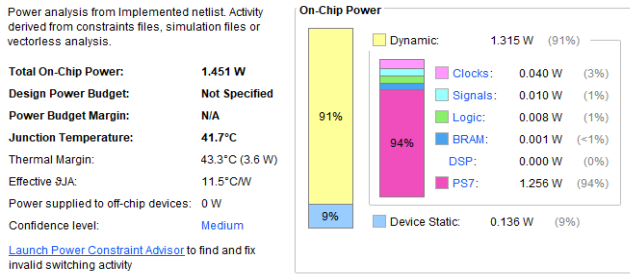 Power analysis from Implemented netlist. Activity
derived from constraints files, simulation files or
vectorless analysis.
Total On-Chip Power: 1.451 W
Design Power Budget: Not Specified
Power Budget Margin: N/A
Junction Temperature: 41.7°C
Thermal Margin: 43.3°C (3.6 W)
Effective ϑJA: 11.5°C/W
Power supplied to off-chip devices: 0 W
Confidence level: Medium
Launch Power Constraint Advisor to find and fix
invalid switching activity
On-Chip Power
91%
9%
Dynamic: 1.315 W (91%)
94%
Clocks: 0.040 W (3%)
Signals: 0.010 W (1%)
Logic: 0.008 W (1%)
BRAM: 0.001 W (<1%)
DSP: 0.000 W (0%)
PS7: 1.256 W (94%)
Device Static: 0.136 W (9%)